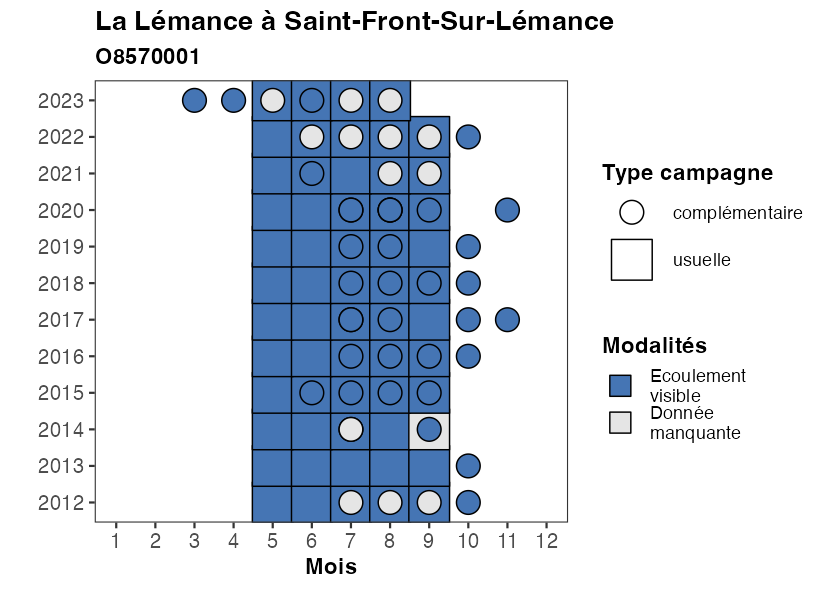 La Lémance à Saint-Front-Sur-Lémance
O8570001
2023
2022
2021
2020
2019
2018
2017
2016
2015
2014
2013
2012
1 2 3 4 5 6 7 8 9 10 11 12
Mois
Type campagne
complémentaire
usuelle
Modalités
Ecoulement
visible
Donnée
manquante